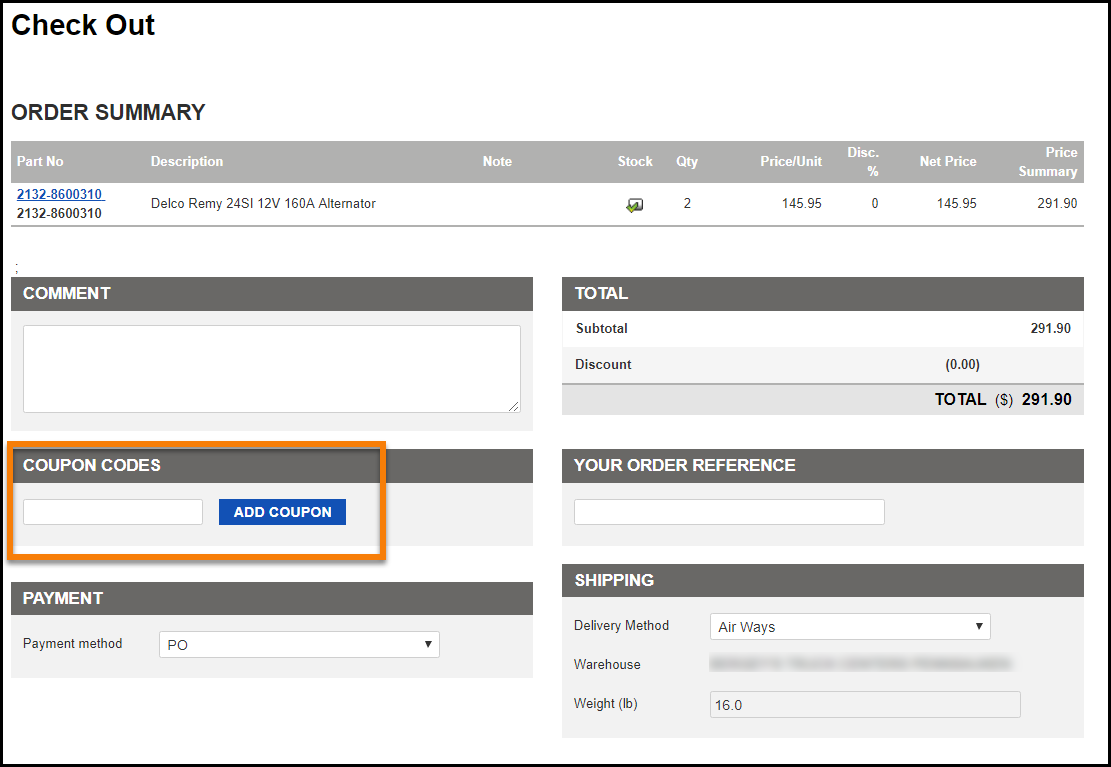 Check Out
ORDER SUMMARY
Part No Description Note Stock Qty Price/Unit Disc. % Net Price Price Summary
2132-8600310
2132-8600310 Delco Remy 24SI 12V 160A Alternator 2 145.95 0 145.95 291.90
;
COMMENT
TOTAL
Subtotal 291.90
Discount (0.00)
TOTAL ($) 291.90
COUPON CODES
ADD COUPON
YOUR ORDER REFERENCE
PAYMENT
Payment method PO
SHIPPING
Delivery Method Air Ways
Warehouse
Weight (lb) 16.0